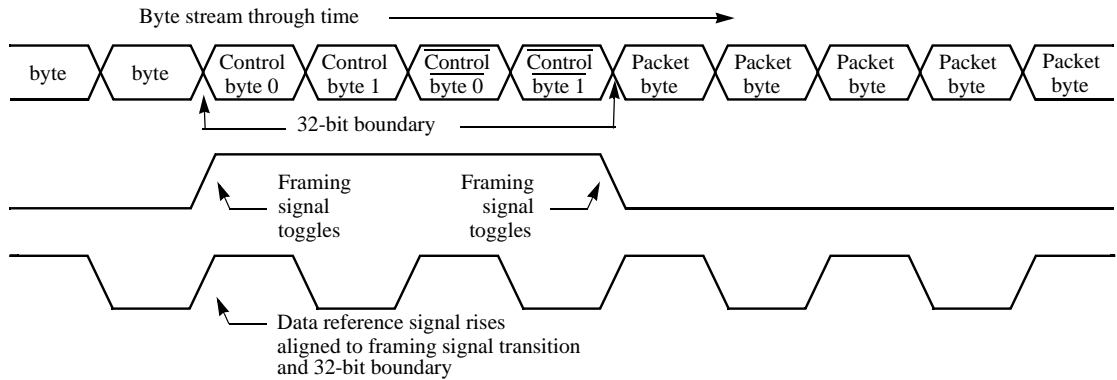 Byte stream through time
byte
byte
Control
byte 0
Control
byte 1
Control
byte 0
Control
byte 1
Packet
byte
Packet
byte
Packet
byte
Packet
byte
Packet
byte
32-bit boundary
Framing
signal
toggles
Framing
signal
toggles
Data reference signal rises
aligned to framing signal transition
and 32-bit boundary